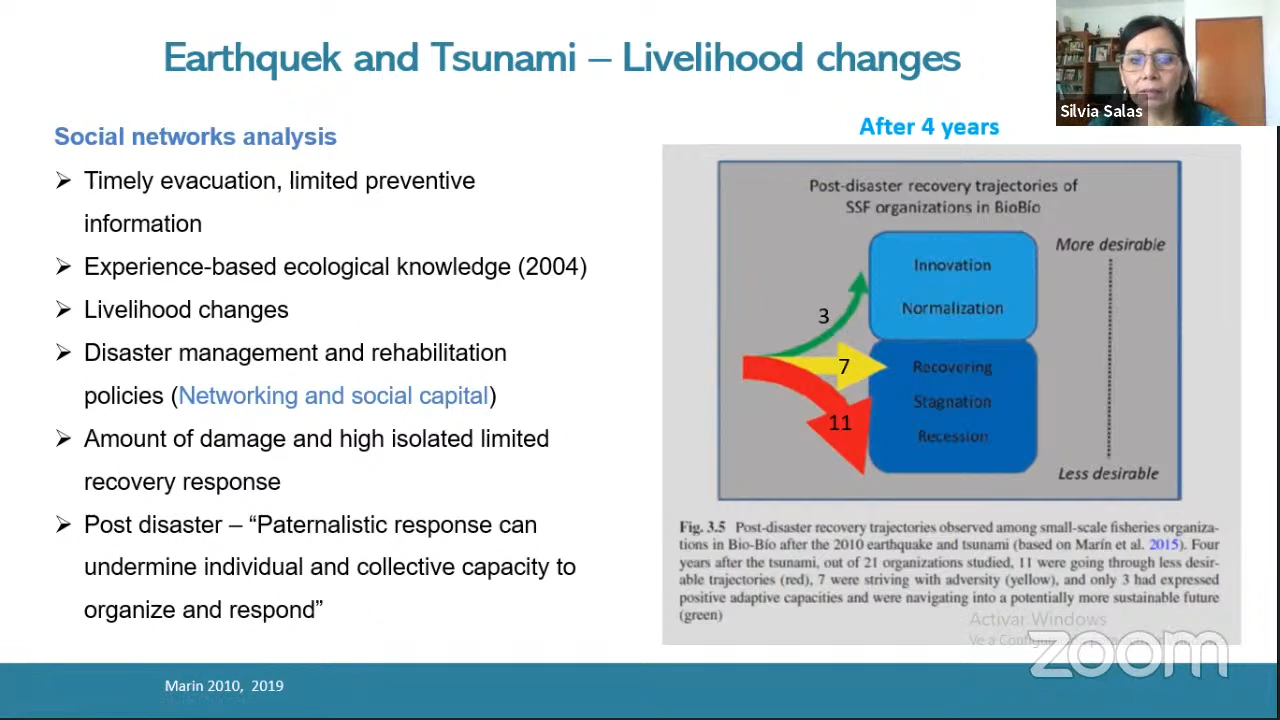 Earthquek and Tsunami – Livelihood changes
Silvia Salas
Social networks analysis
➢ Timely evacuation, limited preventive
information
➢ Experience-based ecological knowledge (2004)
➢ Livelihood changes
➢ Disaster management and rehabilitation
policies (Networking and social capital)
➢ Amount of damage and high isolated limited
recovery response
➢ Post disaster – “Paternalistic response can
undermine individual and collective capacity to
organize and respond”
After 4 years
Post-disaster recovery trajectories of
SSF organizations in BioBío
More desirable
Innovation
Normalization
3
7
11
Recovering
Stagnation
Recession
Less desirable
Fig. 3.5 Post-disaster recovery trajectories observed among small-scale fisheries organiza-
tions in Bio-Bío after the 2010 earthquake and tsunami (based on Marín et al. 2015). Four
years after the tsunami, out of 21 organizations studied, 11 were going through less desir-
able trajectories (red), 7 were striving with adversity (yellow), and only 3 had expressed
positive adaptive capacities and were navigating into a potentially more sustainable future
(green)
Activar Windows
Ve a
zoom
Marin 2010, 2019